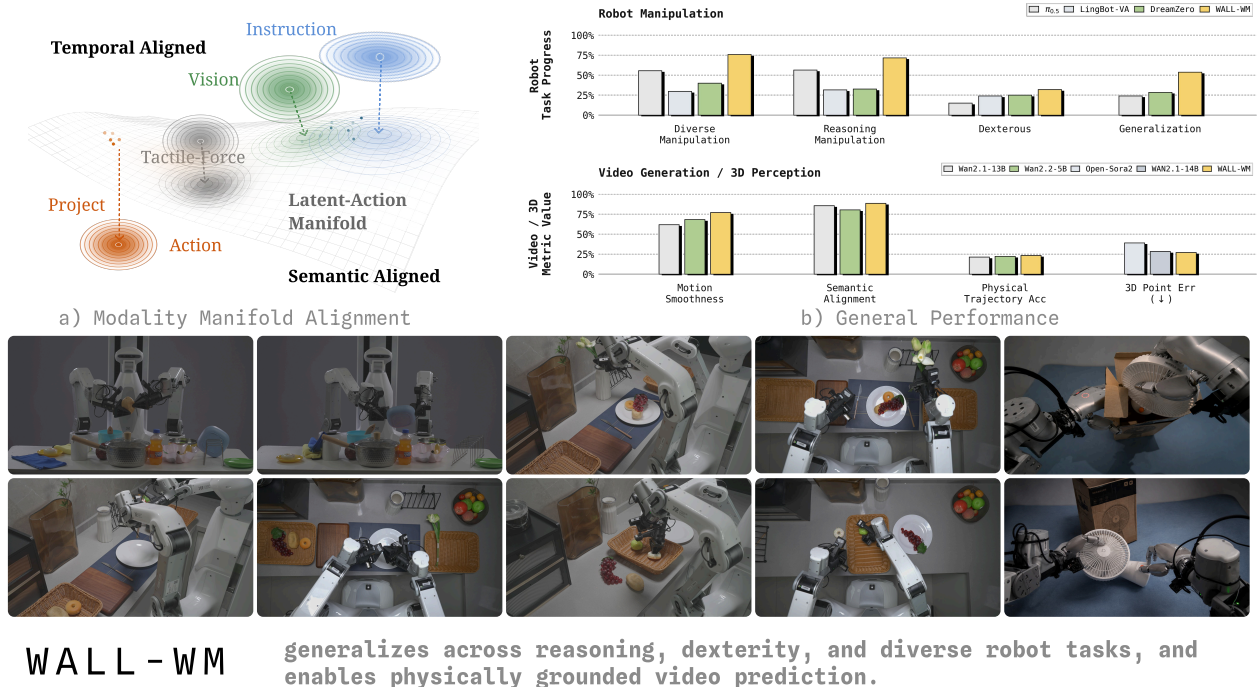 Temporal Aligned
Instruction
Vision
Tactile-Force
Project
Action
Latent-Action
Manifold
Semantic Aligned
a) Modality Manifold Alignment
Robot Manipulation
π0.5 LingBot-VA DreamZero WALL-WM
Robot
Task Progress
100%
75%
50%
25%
0%
Diverse
Manipulation
Reasoning
Manipulation
Dexterous
Generalization
Video Generation / 3D Perception
Wan2.1-13B Wan2.2-5B Open-Sora2 WAN2.1-14B WALL-WM
Video / 3D
Metric Value
100%
75%
50%
25%
0%
Motion
Smoothness
Semantic
Alignment
Physical
Trajectory Acc
3D Point Err
(↓)
b) General Performance
WALL-WM
generalizes across reasoning, dexterity, and diverse robot tasks, and
enables physically grounded video prediction.